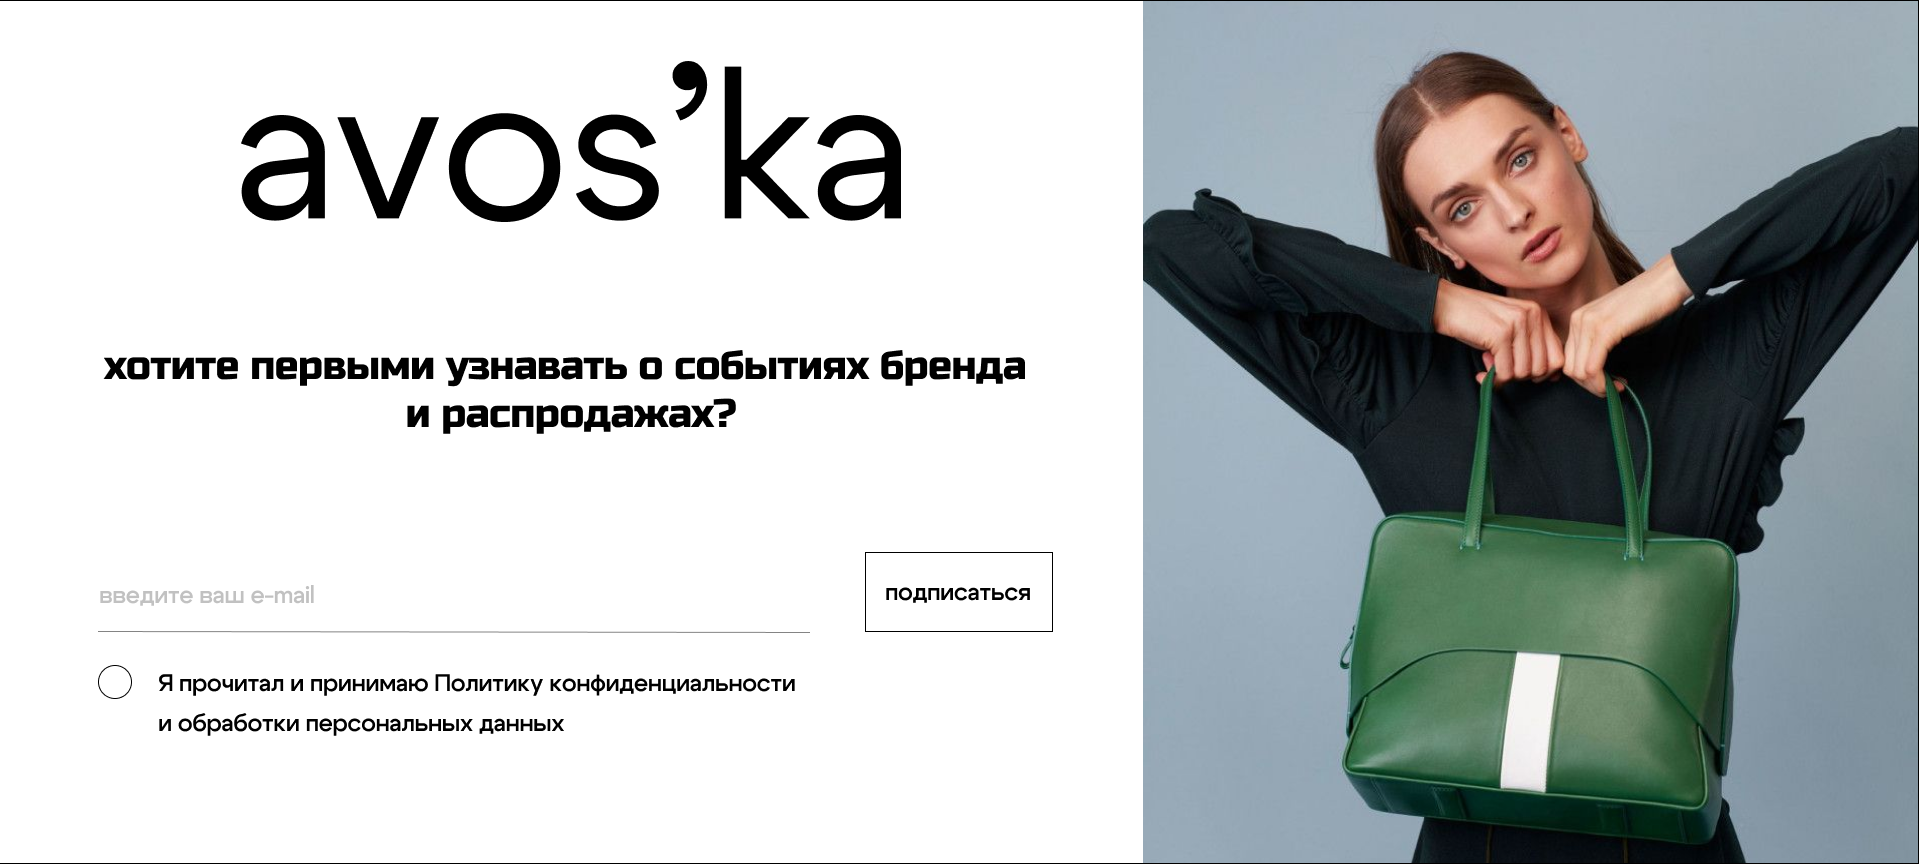 avos’ka
хотите первыми узнавать о событиях бренда
и распродажах?
введите ваш e-mail
подписаться
Я прочитал и принимаю Политику конфиденциальности
и обработки персональных данных